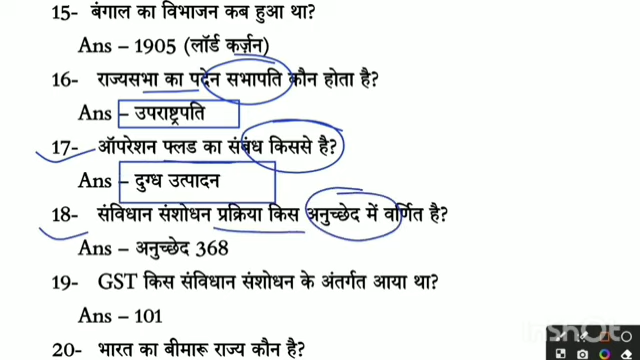 15- बंगाल का विभाजन कब हुआ था?
Ans – 1905 (लॉर्ड कर्ज़न)
16- राज्यसभा का पदेन सभापति कौन होता है?
Ans – उपराष्ट्रपति
17- ऑपरेशन फ्लड का संबंध किससे है?
Ans – दुग्ध उत्पादन
18- संविधान संशोधन प्रक्रिया किस अनुच्छेद में वर्णित है?
Ans – अनुच्छेद 368
19- GST किस संविधान संशोधन के अंतर्गत आया था?
Ans – 101
20- भारत का बीमारू राज्य कौन है?
InShOt